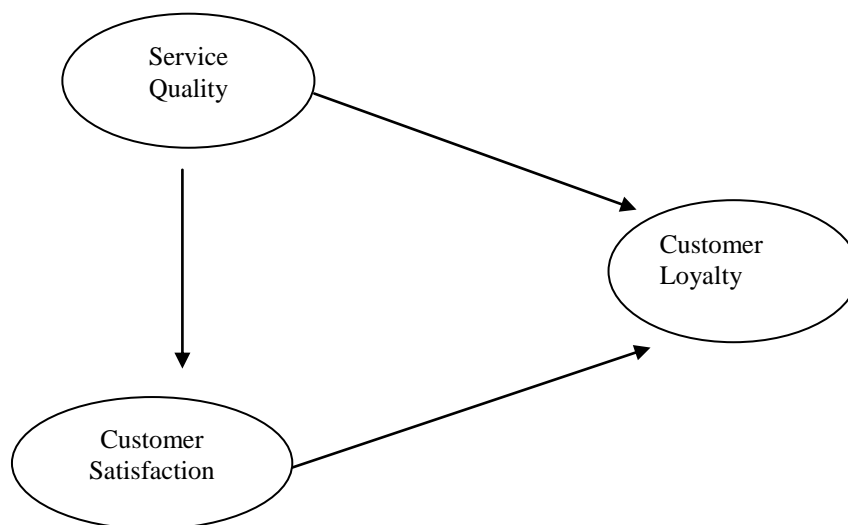 Service
Quality
Customer
Loyalty
Customer
Satisfaction